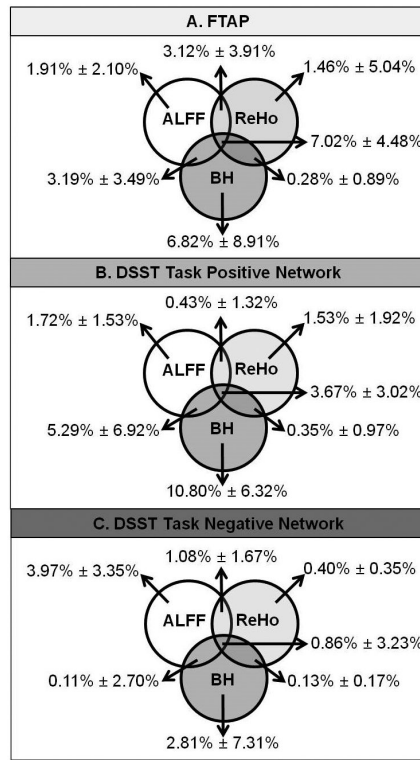 A. FTAP
3.12% ± 3.91%
1.91% ± 2.10%
1.46% ± 5.04%
ALFF
ReHo
7.02% ± 4.48%
3.19% ± 3.49%
BH
0.28% ± 0.89%
6.82% ± 8.91%
B. DSST Task Positive Network
0.43% ± 1.32%
1.72% ± 1.53%
1.53% ± 1.92%
ALFF
ReHo
3.67% ± 3.02%
5.29% ± 6.92%
BH
0.35% ± 0.97%
10.80% ± 6.32%
C. DSST Task Negative Network
1.08% ± 1.67%
3.97% ± 3.35%
0.40% ± 0.35%
ALFF
ReHo
0.86% ± 3.23%
0.11% ± 2.70%
BH
0.13% ± 0.17%
2.81% ± 7.31%